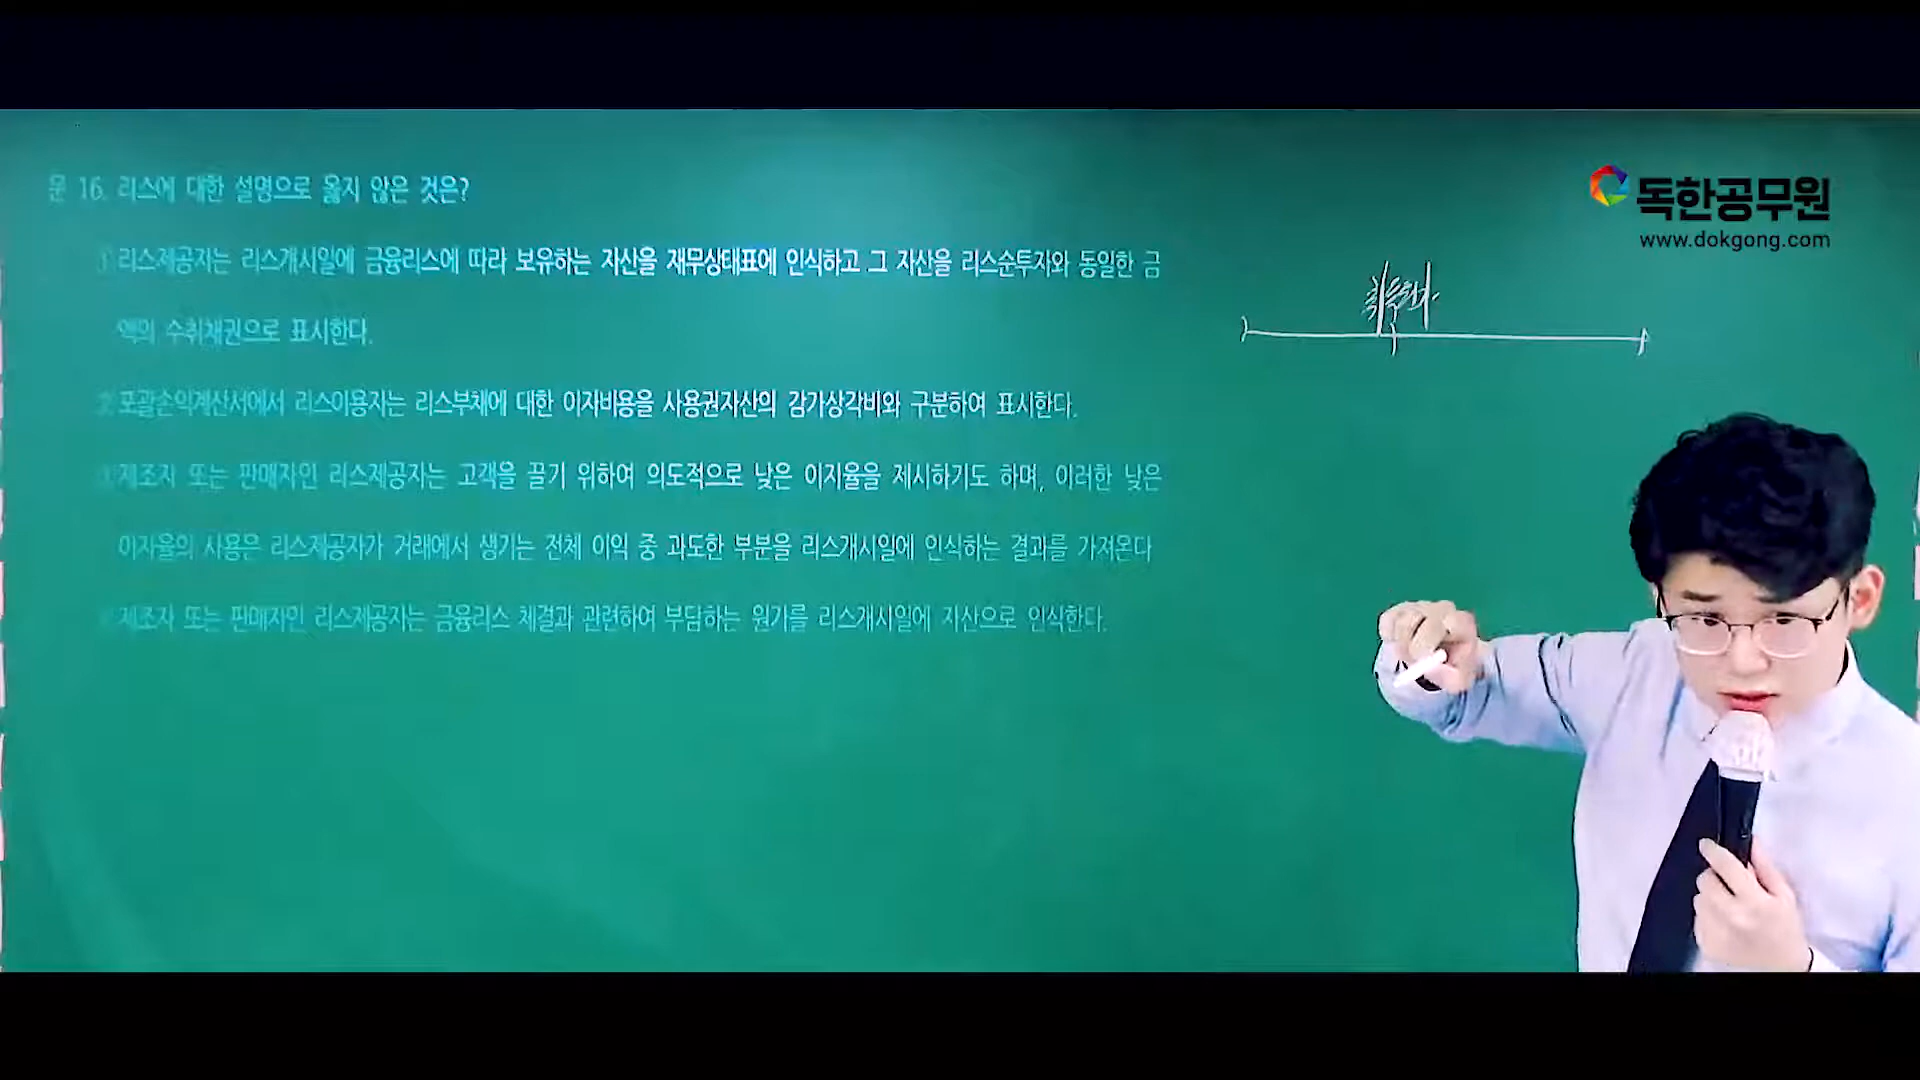 문 16. 리스에 대한 설명으로 옳지 않은 것은?
① 리스제공자는 리스개시일에 금융리스에 따라 보유하는 자산을 재무상태표에 인식하고 그 자산을 리스순투자와 동일한 금
액의 수취채권으로 표시한다.
② 포괄손익계산서에서 리스이용자는 리스부채에 대한 이자비용을 사용권자산의 감가상각비와 구분하여 표시한다.
③ 제조자 또는 판매자인 리스제공자는 고객을 끌기 위하여 의도적으로 낮은 이자율을 제시하기도 하며, 이러한 낮은
이자율의 사용은 리스제공자가 거래에서 생기는 전체 이익 중 과도한 부분을 리스개시일에 인식하는 결과를 가져온다
제조자 또는 판매자인 리스제공자는 금융리스 체결과 관련하여 부담하는 원가를 리스개시일에 자산으로 인식한다.
독한공무원
www.dokgong.com